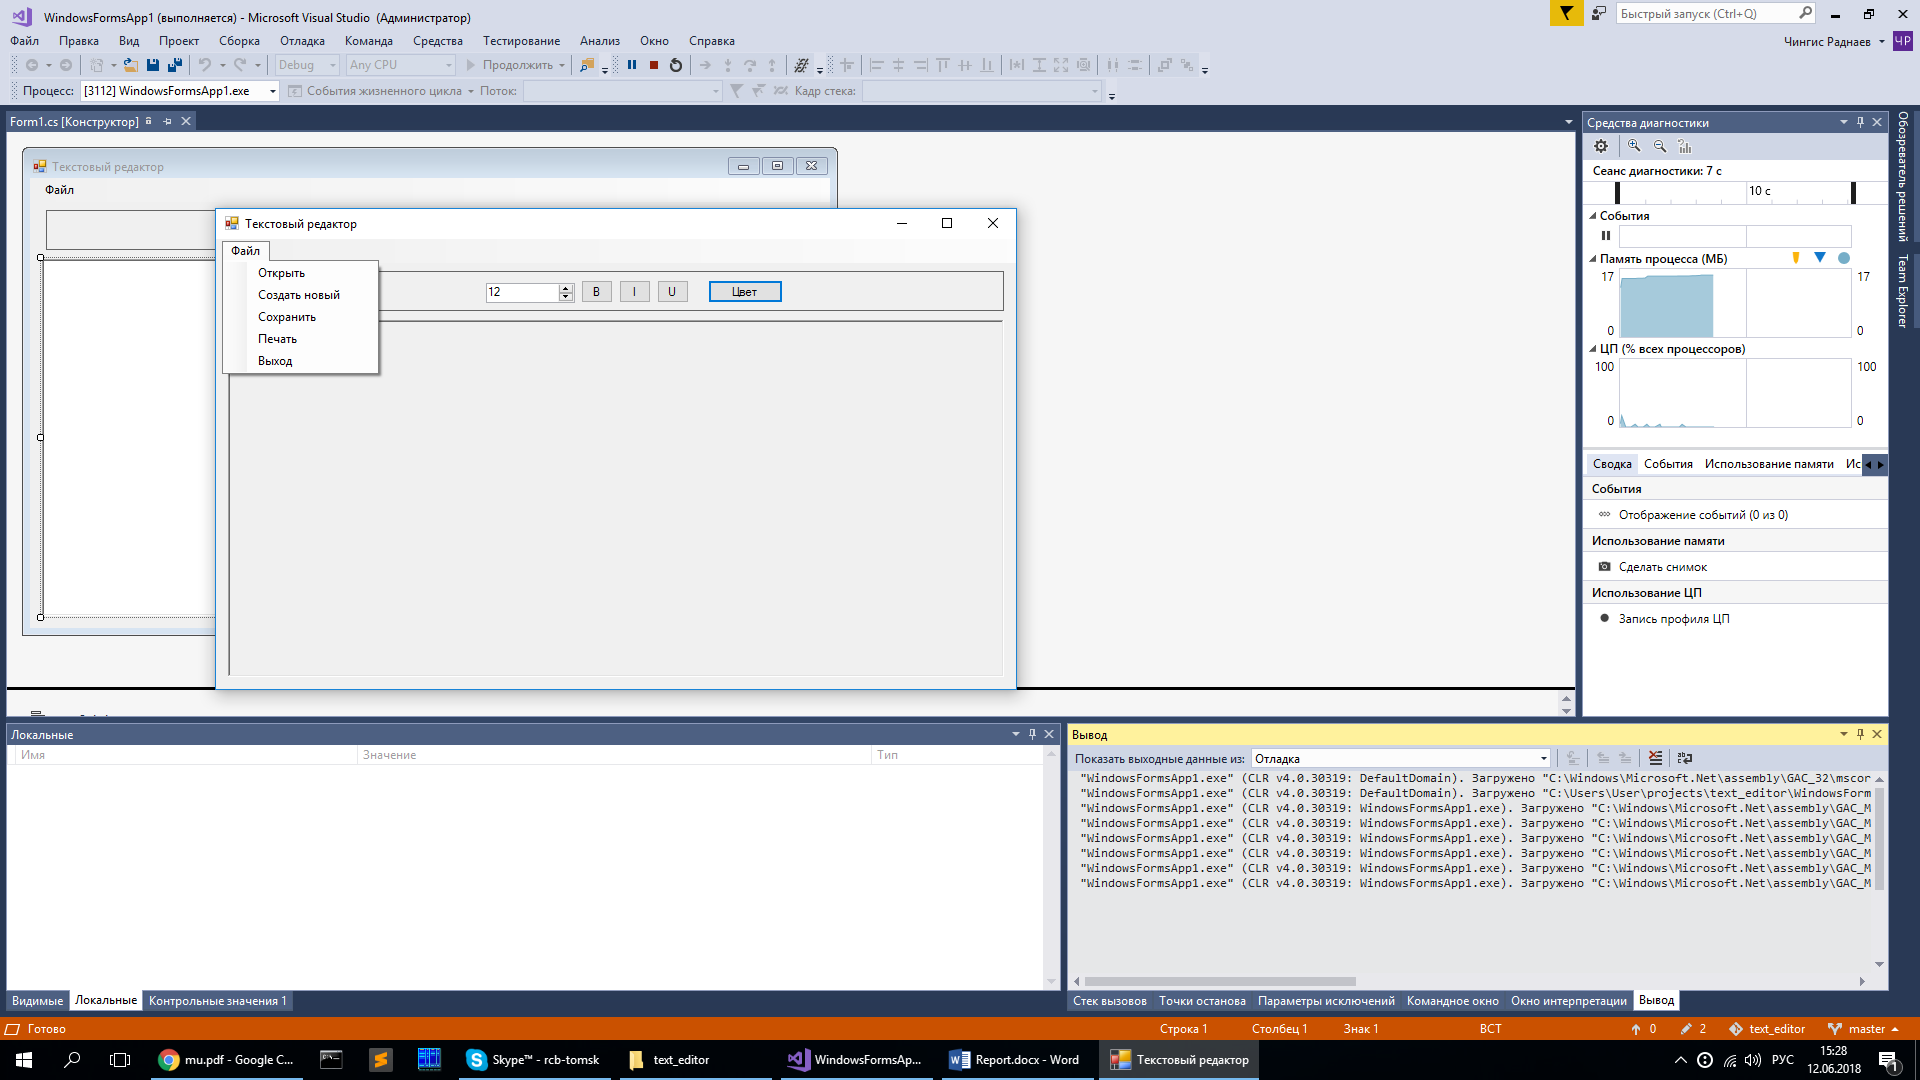 WindowsFormsApp1 (выполняется) - Microsoft Visual Studio (Администратор)
Быстрый запуск (Ctrl+Q)
Файл Правка Вид Проект Сборка Отладка Команда Средства Тестирование Анализ Окно Справка
Чингис Раднаев ЧР
Debug Any CPU Продолжить
Процесс: [3112] WindowsFormsApp1.exe События жизненного цикла Поток: Кадр стека:
Form1.cs [Конструктор]
Текстовый редактор
Файл
Текстовый редактор
Файл
Открыть
Создать новый
Сохранить
Печать
Выход
12 B I U Цвет
Средства диагностики
Сеанс диагностики: 7 с
10 с
События
Память процесса (МБ)
17 17
0 0
ЦП (% всех процессоров)
100 100
0 0
Сводка События Использование памяти Ис
События
Отображение событий (0 из 0)
Использование памяти
Сделать снимок
Использование ЦП
Запись профиля ЦП
Обозреватель решений
Team Explorer
Локальные
Имя Значение Тип
Видимые Локальные Контрольные значения 1
Вывод
Показать выходные данные из: Отладка
"WindowsFormsApp1.exe" (CLR v4.0.30319: DefaultDomain). Загружено "C:\Windows\Microsoft.Net\assembly\GAC_32\mscor
"WindowsFormsApp1.exe" (CLR v4.0.30319: DefaultDomain). Загружено "C:\Users\User\projects\text_editor\WindowsForm
"WindowsFormsApp1.exe" (CLR v4.0.30319: WindowsFormsApp1.exe). Загружено "C:\Windows\Microsoft.Net\assembly\GAC_M
"WindowsFormsApp1.exe" (CLR v4.0.30319: WindowsFormsApp1.exe). Загружено "C:\Windows\Microsoft.Net\assembly\GAC_M
"WindowsFormsApp1.exe" (CLR v4.0.30319: WindowsFormsApp1.exe). Загружено "C:\Windows\Microsoft.Net\assembly\GAC_M
"WindowsFormsApp1.exe" (CLR v4.0.30319: WindowsFormsApp1.exe). Загружено "C:\Windows\Microsoft.Net\assembly\GAC_M
"WindowsFormsApp1.exe" (CLR v4.0.30319: WindowsFormsApp1.exe). Загружено "C:\Windows\Microsoft.Net\assembly\GAC_M
"WindowsFormsApp1.exe" (CLR v4.0.30319: WindowsFormsApp1.exe). Загружено "C:\Windows\Microsoft.Net\assembly\GAC_M
Стек вызовов Точки останова Параметры исключений Командное окно Окно интерпретации Вывод
Готово Строка 1 Столбец 1 Знак 1 ВСТ 0 2 text_editor master
mu.pdf - Google C... Skype™ - rcb-tomsk text_editor WindowsFormsAp... Report.docx - Word Текстовый редактор РУС 15:28
12.06.2018 1